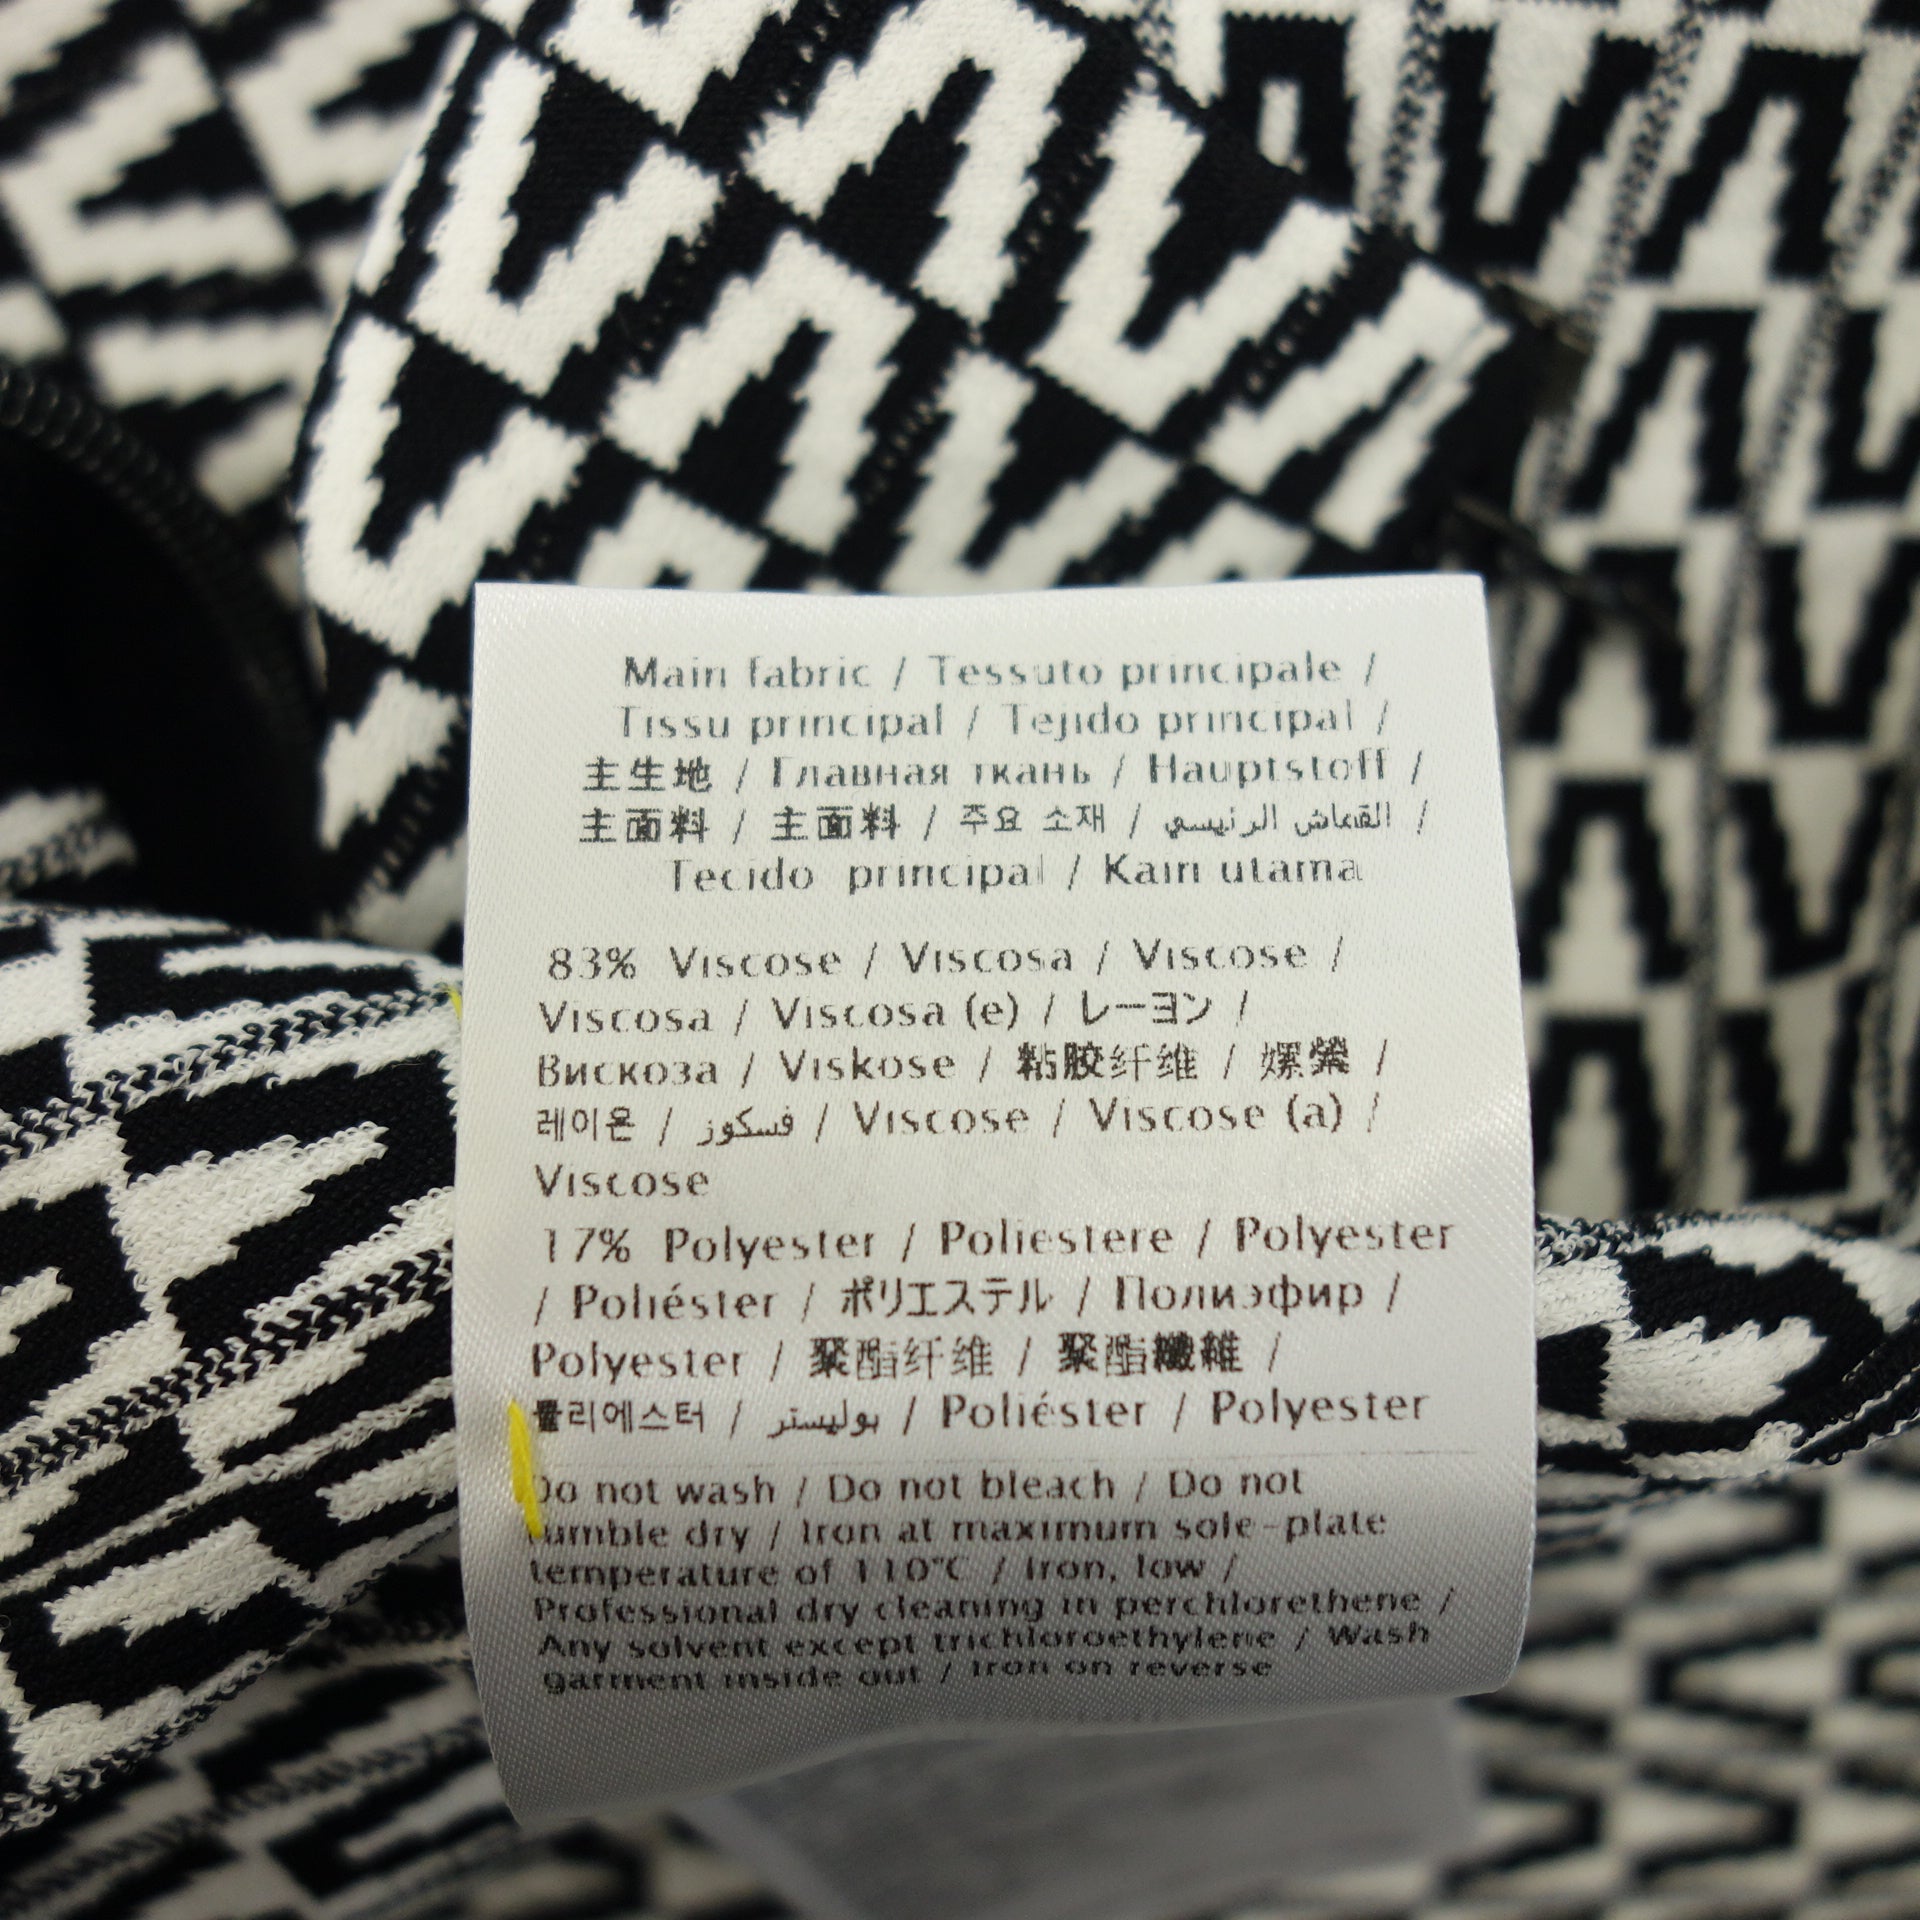 Main fabric / Tessuto principale /
Tissu principal / Tejido principal /
主生地 / Главная ткань / Hauptstoff /
主面料 / 主面料 / 주요 소재 / القماش الرئيسي /
Tecido principal / Kain utama
83% Viscose / Viscosa / Viscose /
Viscosa / Viscosa (e) / レーヨン /
Вискоза / Viskose / 粘胶纤维 / 嫘縈 /
레이온 / فسكوز / Viscose / Viscose (a) /
Viscose
17% Polyester / Poliestere / Polyester
/ Poliéster / ポリエステル / Полиэфир /
Polyester / 聚酯纤维 / 聚酯纖維 /
폴리에스터 / بوليستر / Poliéster / Polyester
Do not wash / Do not bleach / Do not
tumble dry / Iron at maximum sole-plate
temperature of 110°C / Iron, low /
Professional dry cleaning in perchlorethene /
Any solvent except trichloroethylene / Wash
garment inside out / Iron on reverse